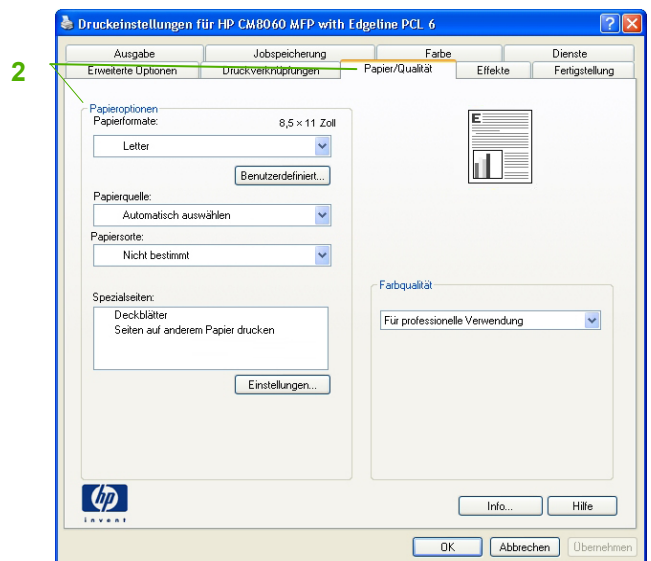 Druckeinstellungen für HP CM8060 MFP with Edgeline PCL 6
Ausgabe Jobspeicherung Farbe Dienste
Erweiterte Optionen Druckverknüpfungen Papier/Qualität Effekte Fertigstellung
2
Papieroptionen
Papierformate: 8,5 × 11 Zoll
Letter
Benutzerdefiniert...
Papierquelle:
Automatisch auswählen
Papiersorte:
Nicht bestimmt
Spezialseiten:
Deckblätter
Seiten auf anderem Papier drucken
Einstellungen...
E
Farbqualität
Für professionelle Verwendung
hp
invent
Info... Hilfe
OK Abbrechen Übernehmen